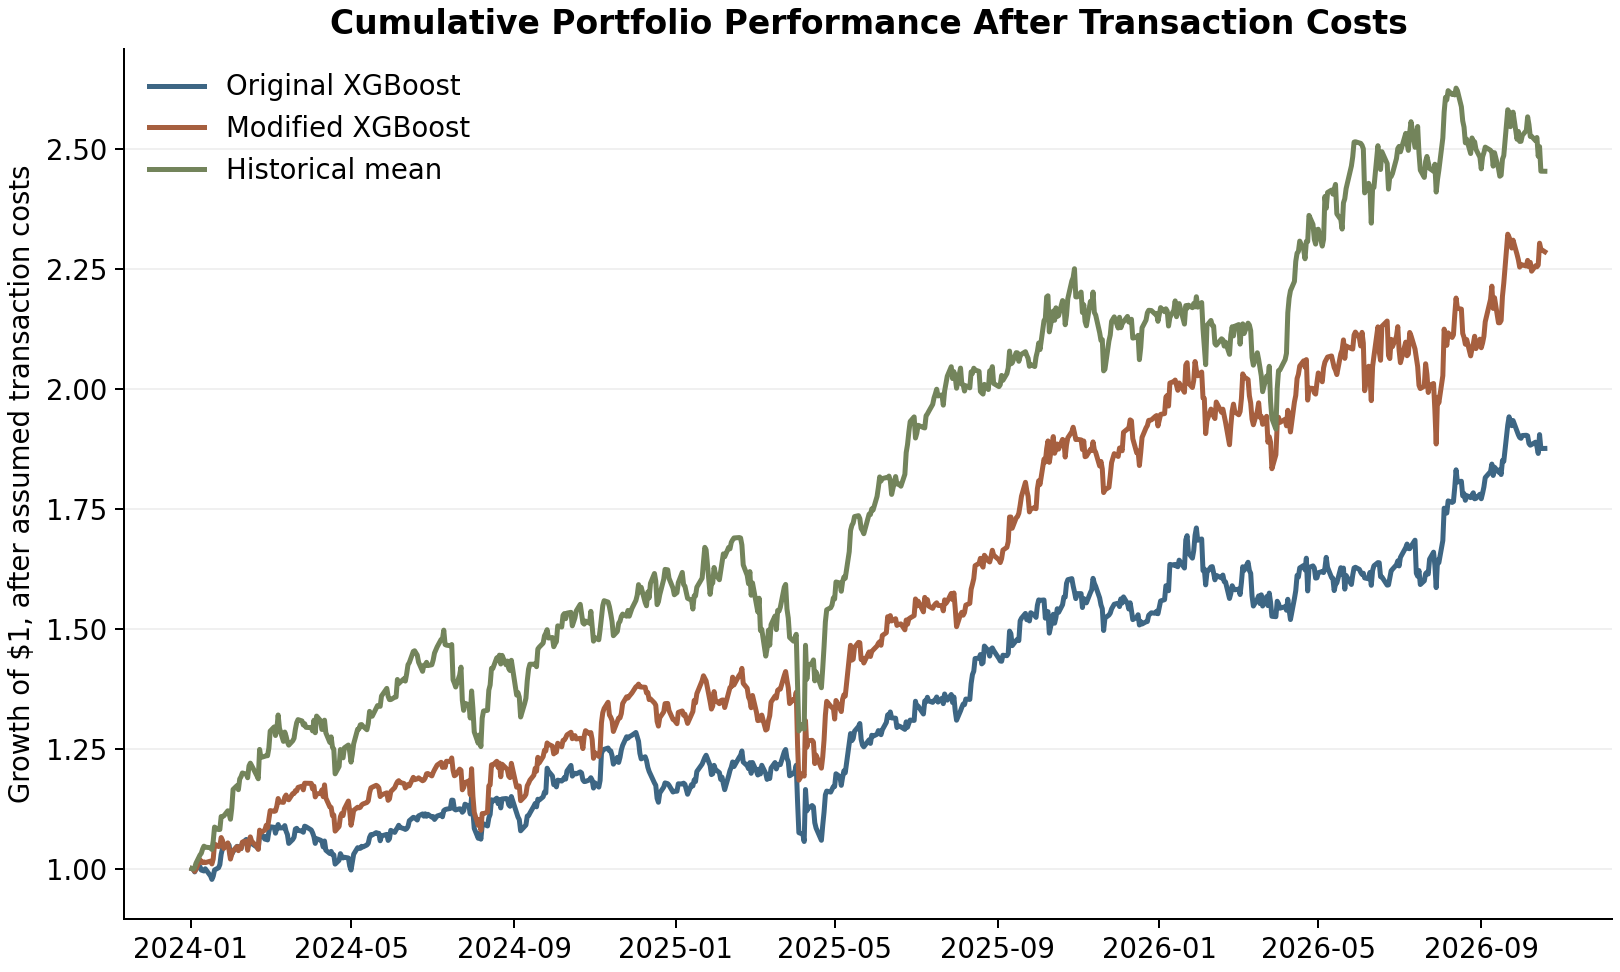 Cumulative Portfolio Performance After Transaction Costs
Original XGBoost
Modified XGBoost
Historical mean
Growth of $1, after assumed transaction costs
2.50
2.25
2.00
1.75
1.50
1.25
1.00
2024-01 2024-05 2024-09 2025-01 2025-05 2025-09 2026-01 2026-05 2026-09